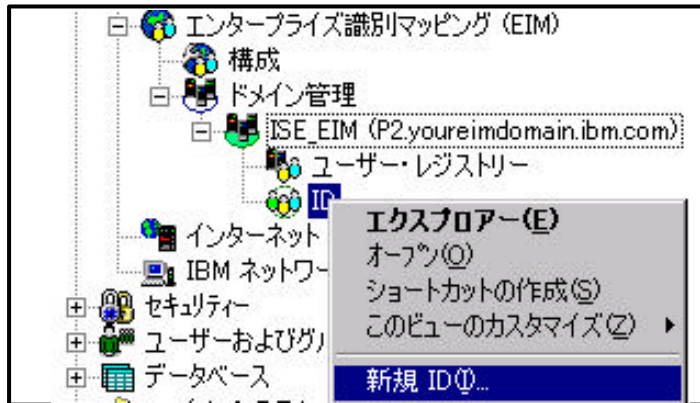 エンタープライズ識別マッピング (EIM)
構成
ドメイン管理
ISE_EIM (P2.youreimdomain.ibm.com)
ユーザー・レジストリー
ID
インターネット
IBM ネットワー
セキュリティー
ユーザーおよびグル
データベース
エクスプローラー(E)
オープン(O)
ショートカットの作成(S)
このビューのカスタマイズ(Z)
新規 ID(I)...